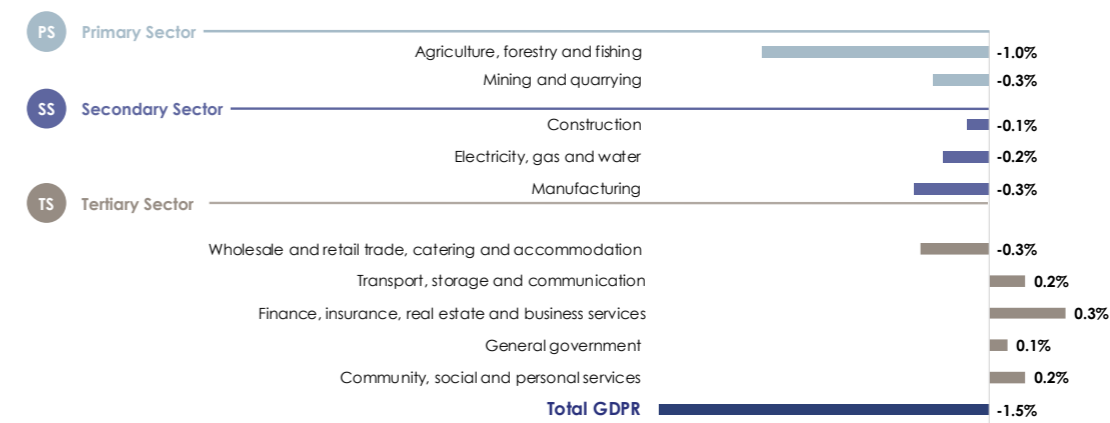 PS Primary Sector
Agriculture, forestry and fishing -1.0%
Mining and quarrying -0.3%
SS Secondary Sector
Construction -0.1%
Electricity, gas and water -0.2%
Manufacturing -0.3%
TS Tertiary Sector
Wholesale and retail trade, catering and accommodation -0.3%
Transport, storage and communication 0.2%
Finance, insurance, real estate and business services 0.3%
General government 0.1%
Community, social and personal services 0.2%
Total GDPR -1.5%